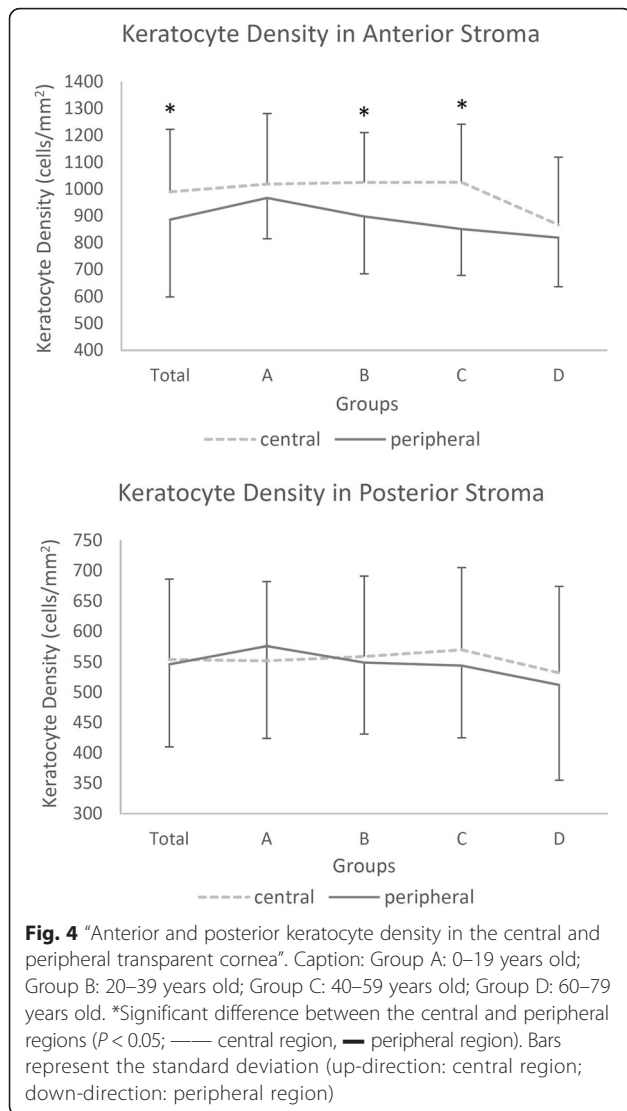 Keratocyte Density in Anterior Stroma
1400
1300
1200
1100
1000
900
800
700
600
500
400
Keratocyte Density (cells/mm²)
*
*
*
Total A B C D
Groups
central peripheral
Keratocyte Density in Posterior Stroma
750
700
650
600
550
500
450
400
350
300
Keratocyte Density (cells/mm²)
Total A B C D
Groups
central peripheral
Fig. 4 “Anterior and posterior keratocyte density in the central and
peripheral transparent cornea”. Caption: Group A: 0–19 years old;
Group B: 20–39 years old; Group C: 40–59 years old; Group D: 60–79
years old. *Significant difference between the central and peripheral
regions (P < 0.05; —— central region, — peripheral region). Bars
represent the standard deviation (up-direction: central region;
down-direction: peripheral region)